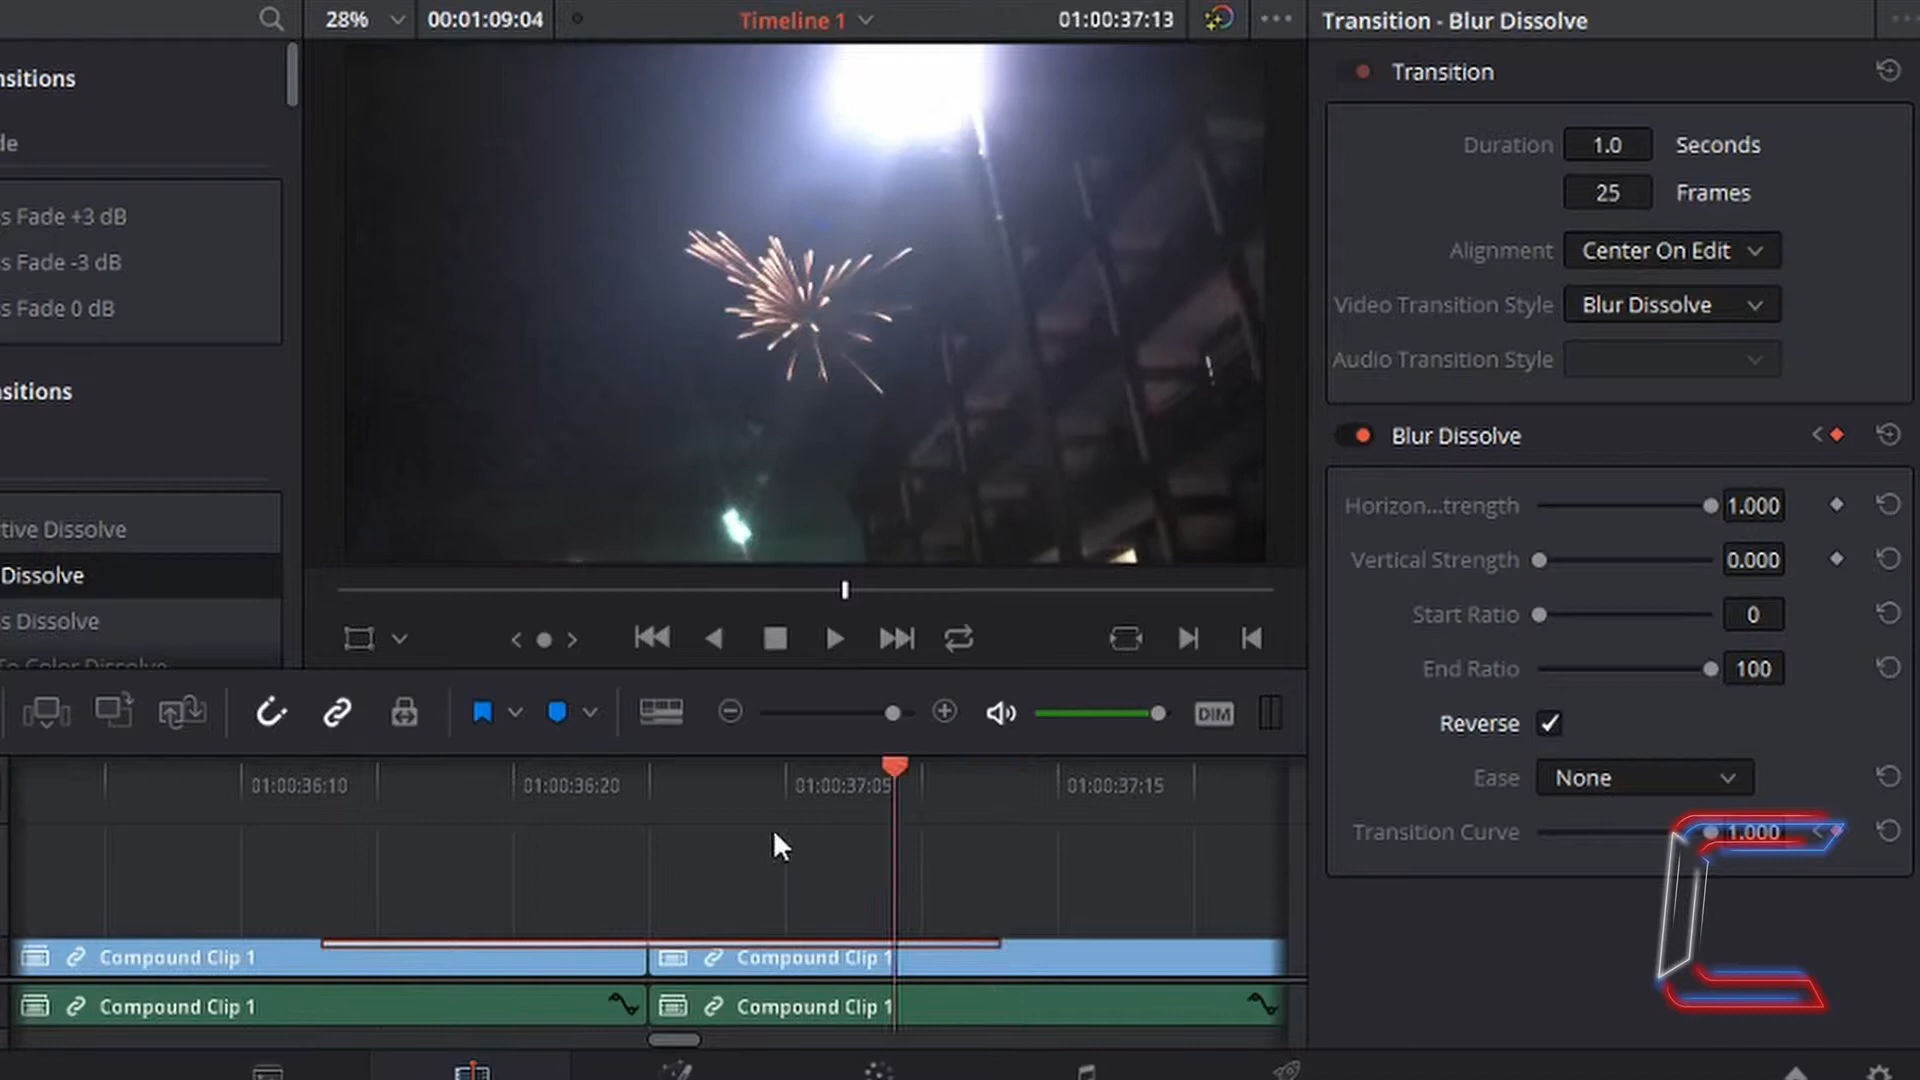 28%
00:01:09:04
Timeline 1
01:00:37:13
Transition - Blur Dissolve
nsitions
de
s Fade +3 dB
s Fade -3 dB
s Fade 0 dB
sitions
tive Dissolve
Dissolve
s Dissolve
To Color Dissolve
Transition
Duration 1.0 Seconds
25 Frames
Alignment Center On Edit
Video Transition Style Blur Dissolve
Audio Transition Style
Blur Dissolve
Horizon...trength 1.000
Vertical Strength 0.000
Start Ratio 0
End Ratio 100
Reverse
Ease None
Transition Curve 1.000
DIM
01:00:36:10
01:00:36:20
01:00:37:05
01:00:37:15
Compound Clip 1
Compound Clip 1
Compound Clip 1
Compound Clip 1